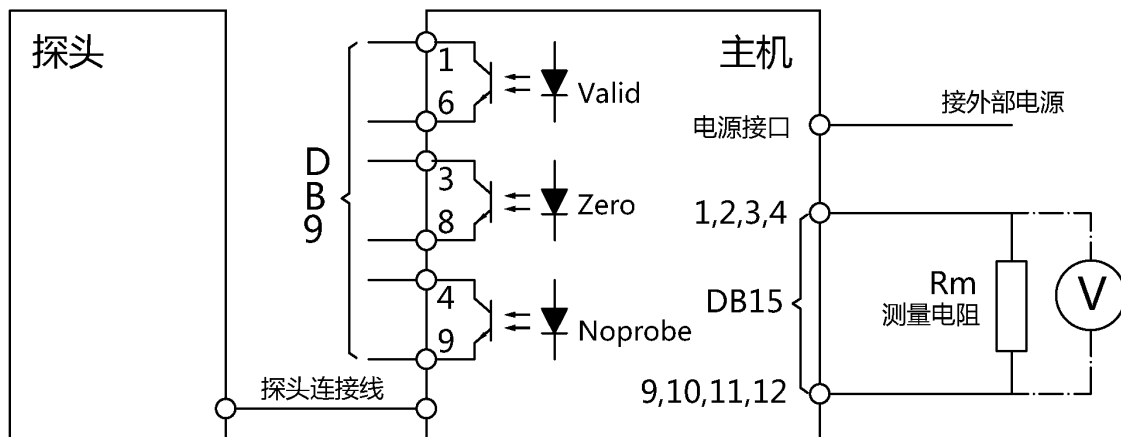 探头
主机
D
B
9
1
6
Valid
3
8
Zero
4
9
Noprobe
电源接口
接外部电源
1,2,3,4
DB15
9,10,11,12
Rm
测量电阻
V
探头连接线